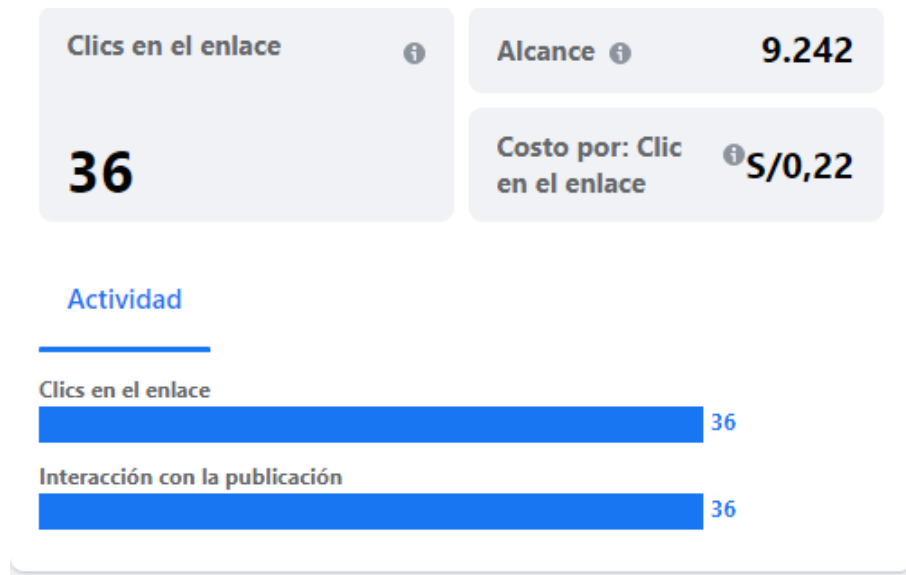 Clics en el enlace
36
Alcance
9.242
Costo por: Clic
en el enlace
S/0,22
Actividad
Clics en el enlace
36
Interacción con la publicación
36